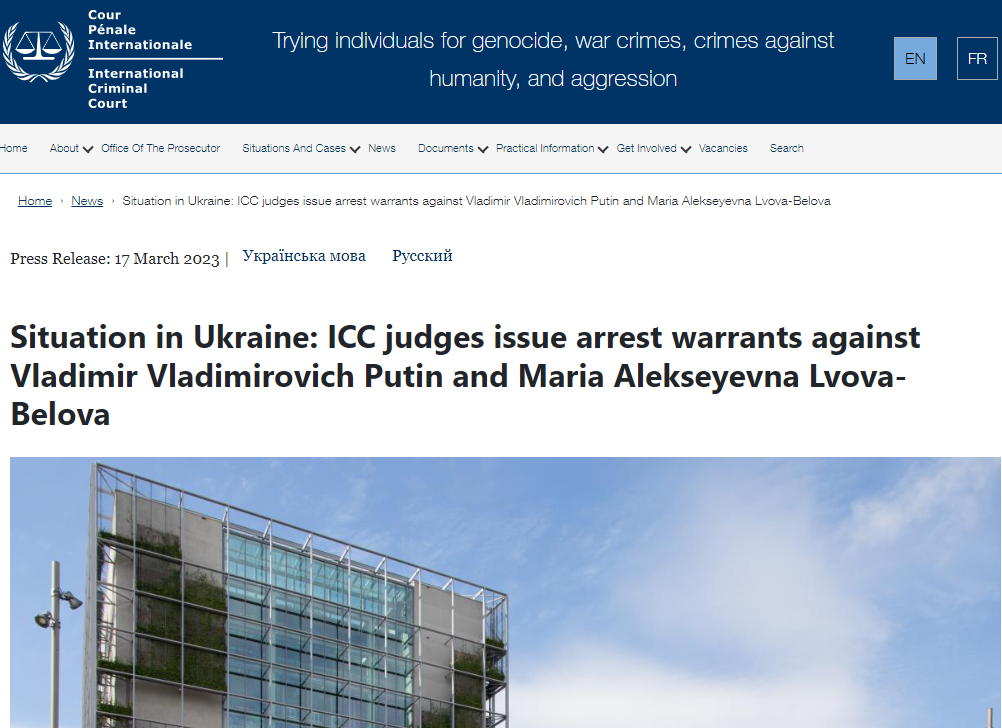 Cour
Pénale
Internationale
International
Criminal
Court
Trying individuals for genocide, war crimes, crimes against
humanity, and aggression
EN
FR
Home About Office Of The Prosecutor Situations And Cases News Documents Practical Information Get Involved Vacancies Search
Home › News › Situation in Ukraine: ICC judges issue arrest warrants against Vladimir Vladimirovich Putin and Maria Alekseyevna Lvova-Belova
Press Release: 17 March 2023 | Українська мова Русский
Situation in Ukraine: ICC judges issue arrest warrants against
Vladimir Vladimirovich Putin and Maria Alekseyevna Lvova-
Belova